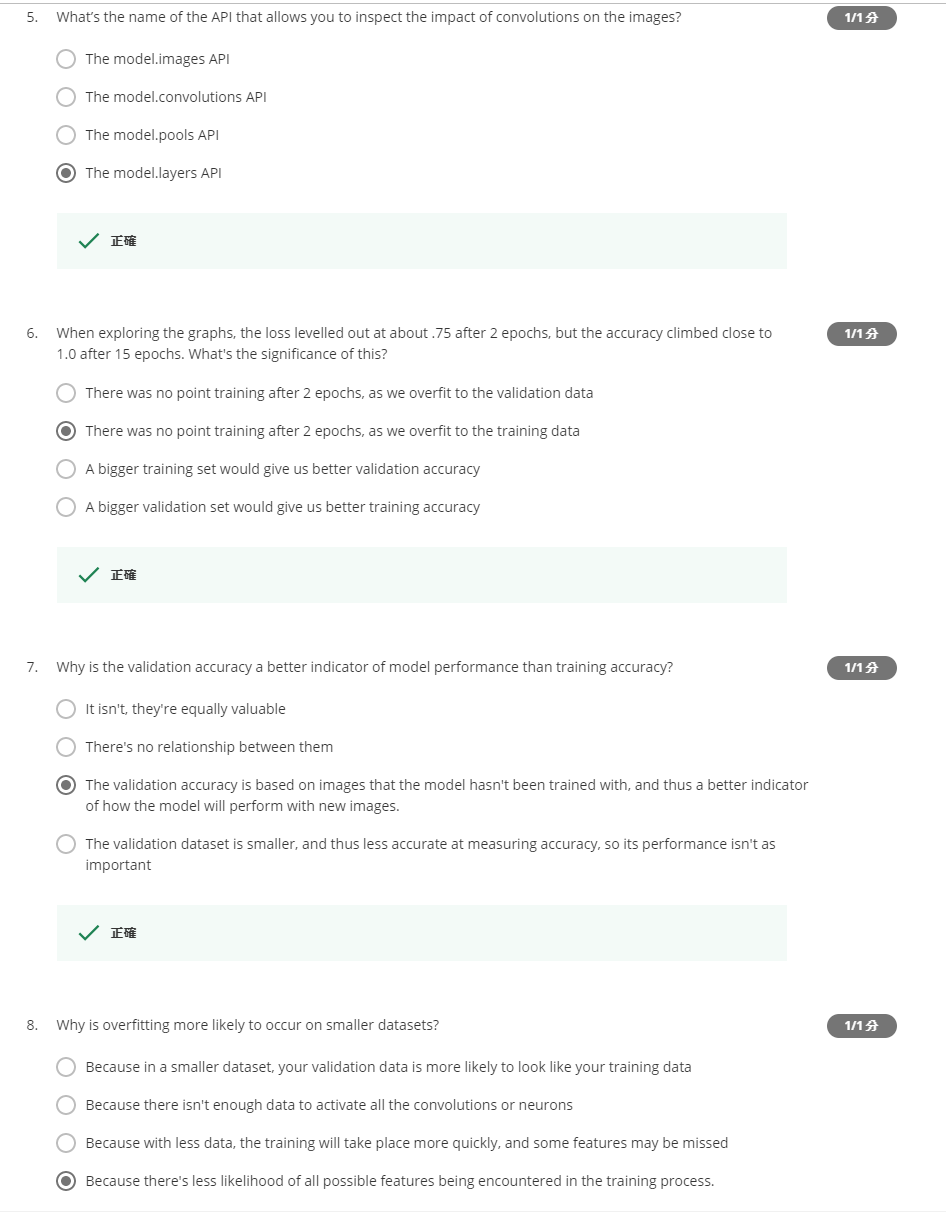 5. What’s the name of the API that allows you to inspect the impact of convolutions on the images? 1/1 分
The model.images API
The model.convolutions API
The model.pools API
The model.layers API
正確
6. When exploring the graphs, the loss levelled out at about .75 after 2 epochs, but the accuracy climbed close to 1/1 分
1.0 after 15 epochs. What's the significance of this?
There was no point training after 2 epochs, as we overfit to the validation data
There was no point training after 2 epochs, as we overfit to the training data
A bigger training set would give us better validation accuracy
A bigger validation set would give us better training accuracy
正確
7. Why is the validation accuracy a better indicator of model performance than training accuracy? 1/1 分
It isn't, they're equally valuable
There's no relationship between them
The validation accuracy is based on images that the model hasn't been trained with, and thus a better indicator
of how the model will perform with new images.
The validation dataset is smaller, and thus less accurate at measuring accuracy, so its performance isn't as
important
正確
8. Why is overfitting more likely to occur on smaller datasets? 1/1 分
Because in a smaller dataset, your validation data is more likely to look like your training data
Because there isn't enough data to activate all the convolutions or neurons
Because with less data, the training will take place more quickly, and some features may be missed
Because there's less likelihood of all possible features being encountered in the training process.